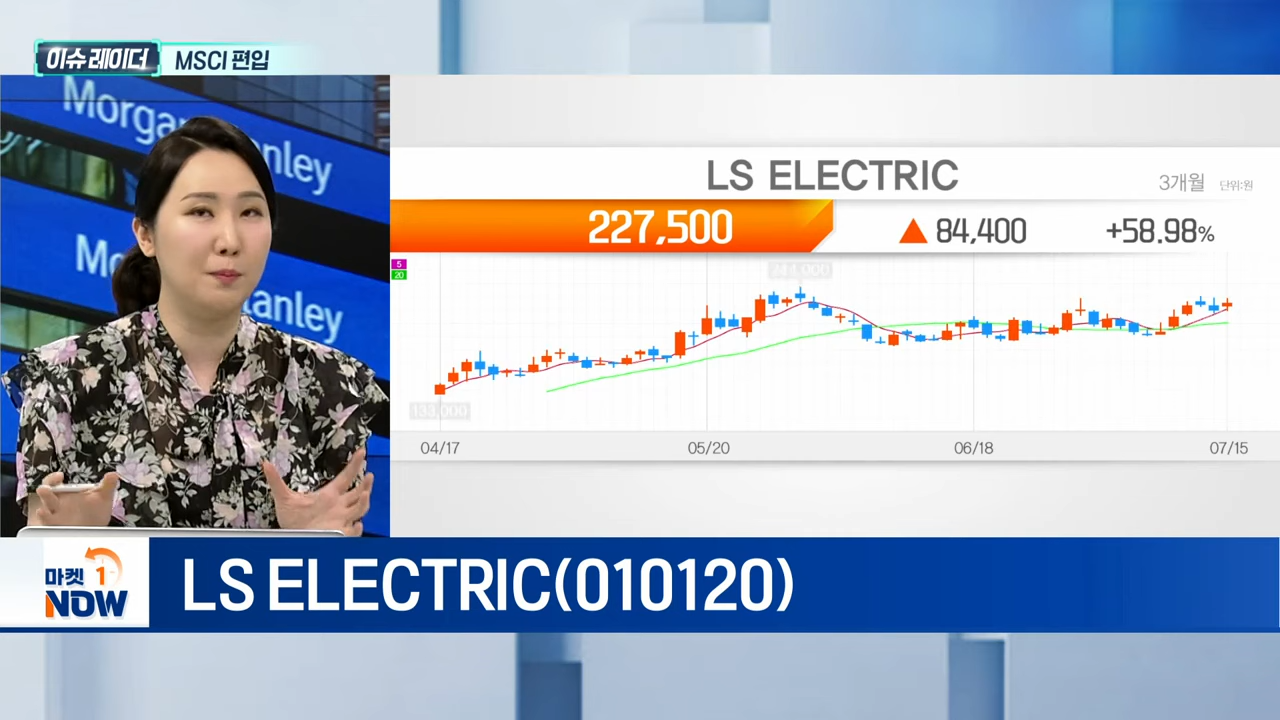 이슈 레이더 MSCI 편입
Morgan Stanley
Morgan Stanley
LS ELECTRIC
3개월 단위:원
227,500 ▲ 84,400 +58.98%
5
20
133,000
04/17 05/20 06/18 07/15
마켓 1
NOW
LS ELECTRIC(010120)